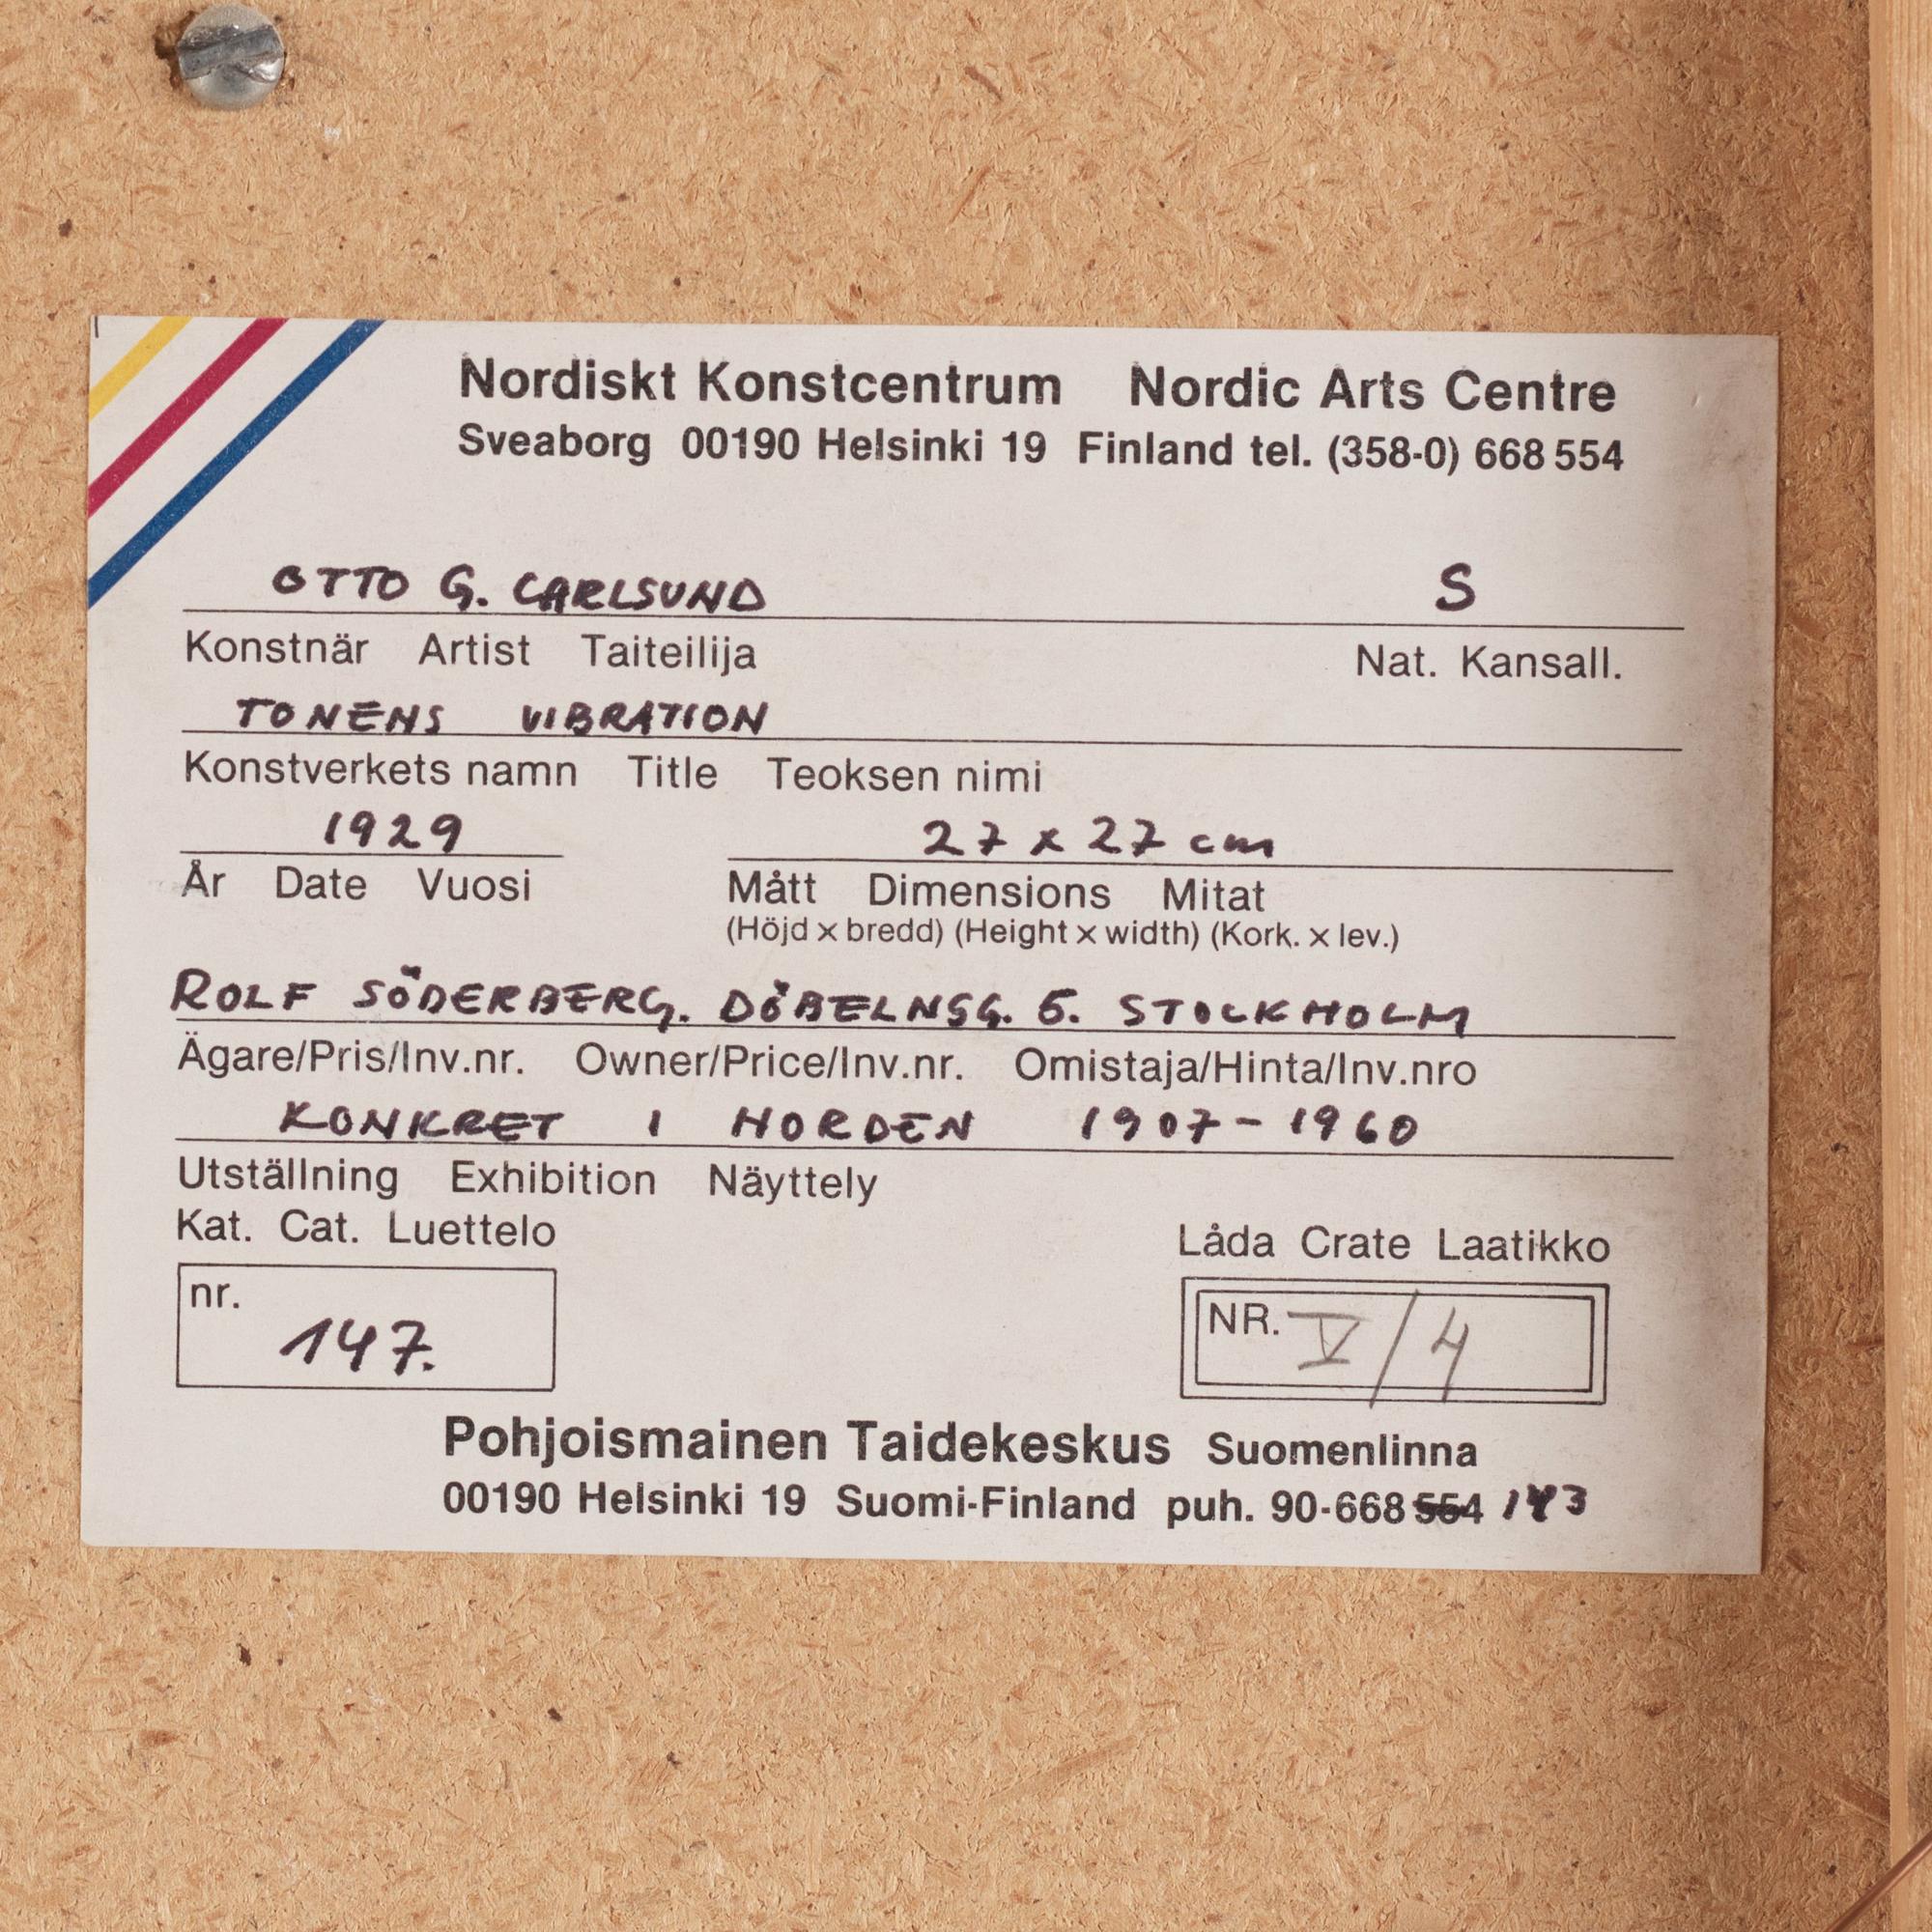 Nordiskt Konstcentrum Nordic Arts Centre
Sveaborg 00190 Helsinki 19 Finland tel. (358-0) 668 554
OTTO G. CARLSUND S
Konstnär Artist Taiteilija Nat. Kansall.
TONENS VIBRATION
Konstverkets namn Title Teoksen nimi
1929 27 x 27 cm
År Date Vuosi Mått Dimensions Mitat
(Höjd x bredd) (Height x width) (Kork. x lev.)
ROLF SÖDERBERG. DÖBELNSG. 5. STOCKHOLM
Ägare/Pris/Inv.nr. Owner/Price/Inv.nr. Omistaja/Hinta/Inv.nro
KONKRET I NORDEN 1907-1960
Utställning Exhibition Näyttely
Kat. Cat. Luettelo Låda Crate Laatikko
nr. 147. NR. V/4
Pohjoismainen Taidekeskus Suomenlinna
00190 Helsinki 19 Suomi-Finland puh. 90-668 554 143